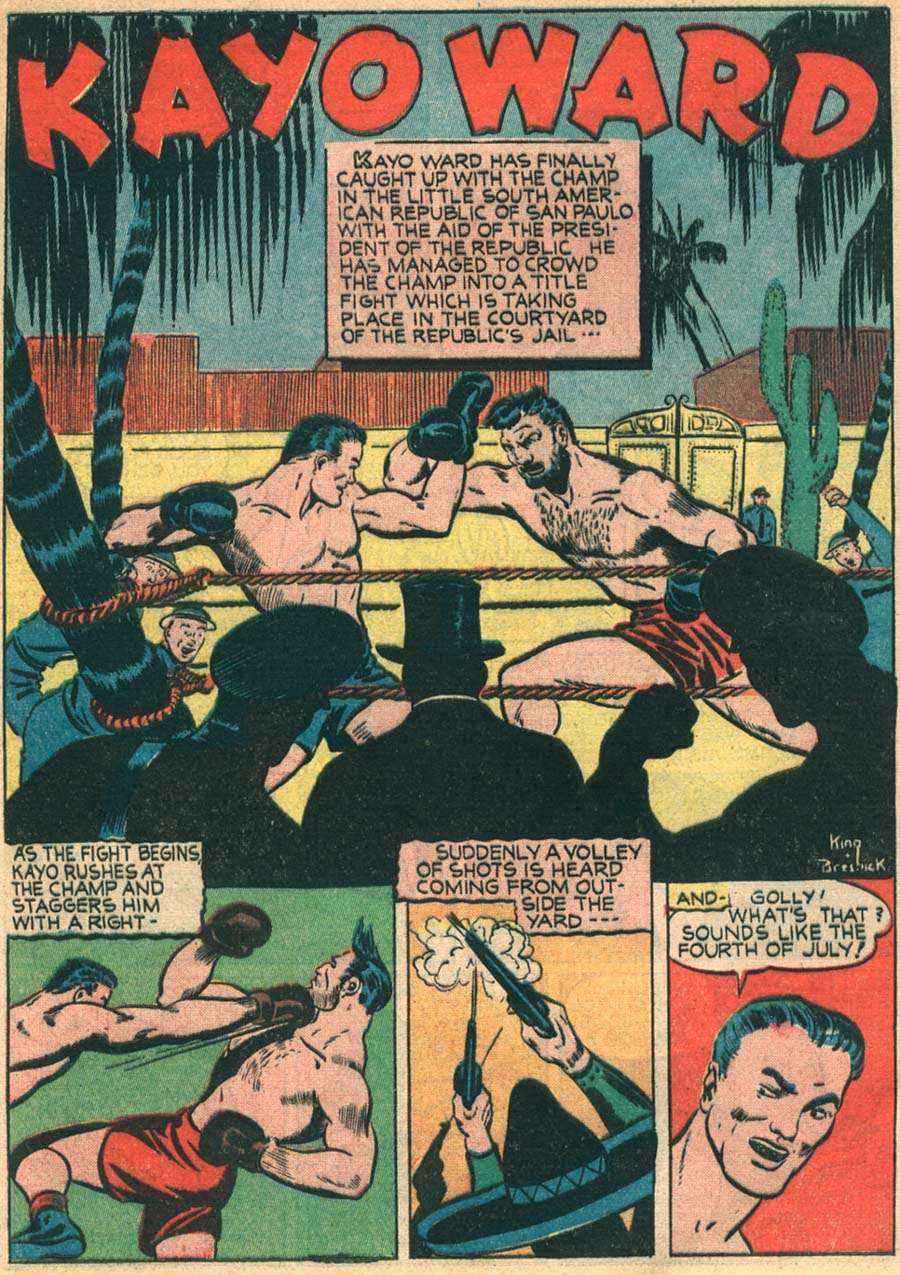 KAYO WARD
KAYO WARD HAS FINALLY
CAUGHT UP WITH THE CHAMP
IN THE LITTLE SOUTH AMER-
ICAN REPUBLIC OF SAN PAULO
WITH THE AID OF THE PRESI-
DENT OF THE REPUBLIC HE
HAS MANAGED TO CROWD
THE CHAMP INTO A TITLE
FIGHT WHICH IS TAKING
PLACE IN THE COURTYARD
OF THE REPUBLIC'S JAIL ---
King
+
Bresnick
AS THE FIGHT BEGINS,
KAYO RUSHES AT
THE CHAMP AND
STAGGERS HIM
WITH A RIGHT-
SUDDENLY A VOLLEY
OF SHOTS IS HEARD
COMING FROM OUT-
SIDE THE
YARD ---
AND- GOLLY!
WHAT'S THAT?
SOUNDS LIKE THE
FOURTH OF JULY!